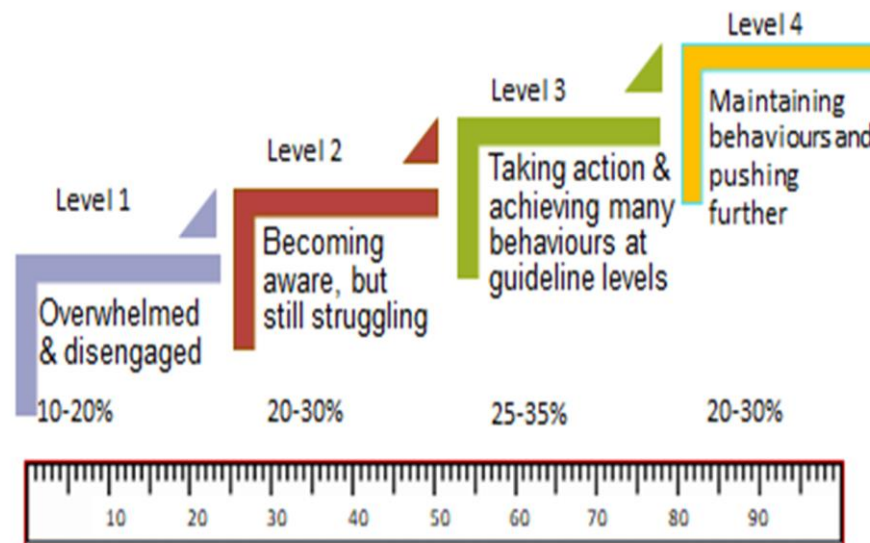 Level 1
Overwhelmed
& disengaged
10-20%
Level 2
Becoming
aware, but
still struggling
20-30%
Level 3
Taking action &
achieving many
behaviours at
guideline levels
25-35%
Level 4
Maintaining
behaviours and
pushing
further
20-30%
10 20 30 40 50 60 70 80 90